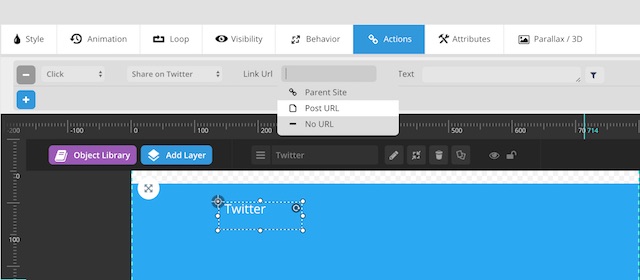 Style Animation Loop Visibility Behavior Actions Attributes Parallax / 3D
Click Share on Twitter Link Url Text
Parent Site
Post URL
No URL
-200 -100 0 100 200 500 600 714
Object Library Add Layer Twitter
0
Twitter
100